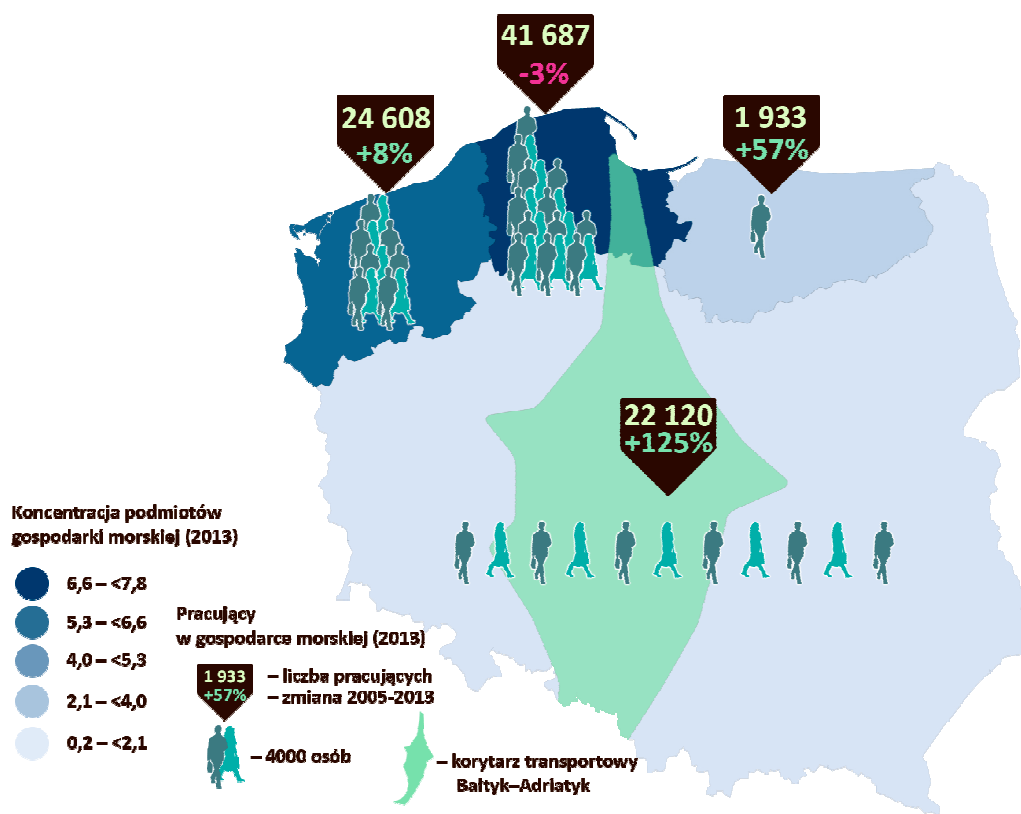 41 687
-3%
24 608
+8%
1 933
+57%
22 120
+125%
Koncentracja podmiotów
gospodarki morskiej (2013)
6,6 – <7,8
5,3 – <6,6
4,0 – <5,3
2,1 – <4,0
0,2 – <2,1
Pracujący
w gospodarce morskiej (2013)
1 933
+57%
– liczba pracujących
– zmiana 2005-2013
– 4000 osób
– korytarz transportowy
Bałtyk–Adriatyk